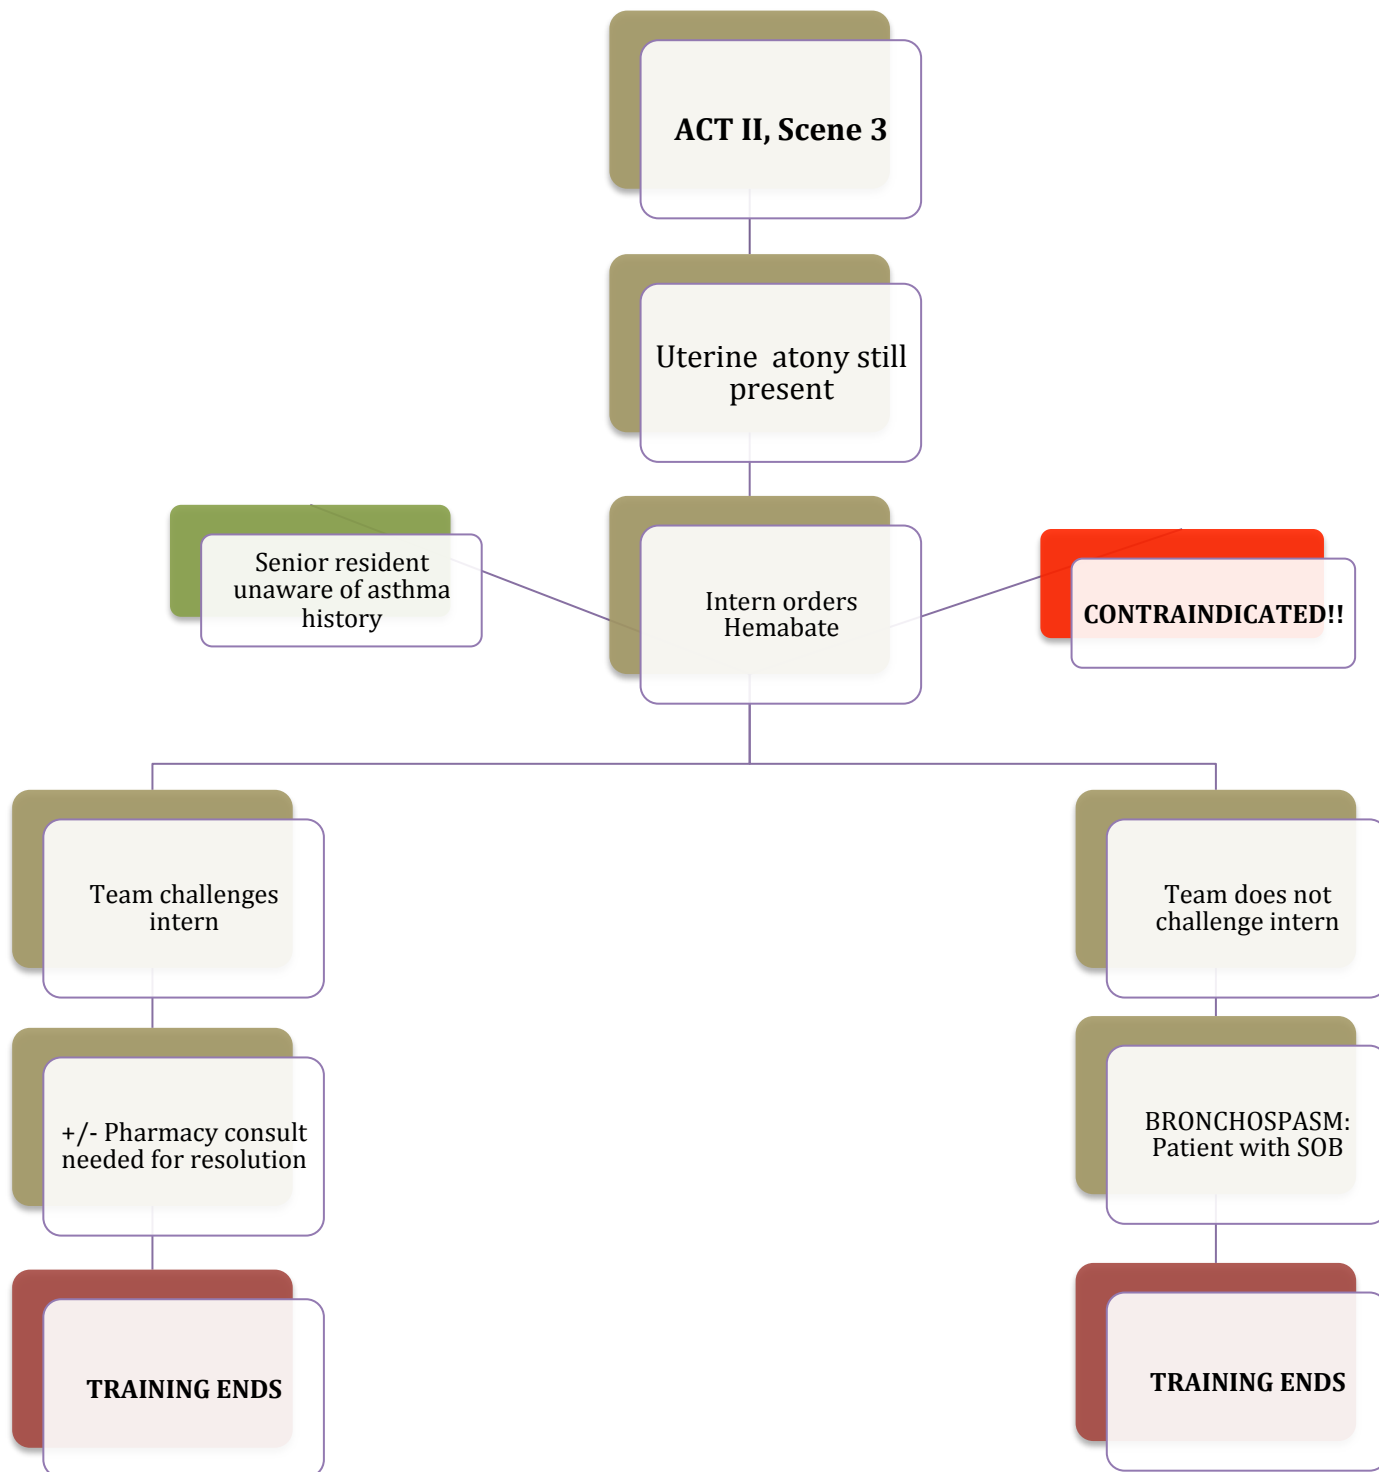 ACT II, Scene 3
Uterine atony still
present
Senior resident
unaware of asthma
history
Intern orders
Hemabate
CONTRAINDICATED!!
Team challenges
intern
Team does not
challenge intern
+/- Pharmacy consult
needed for resolution
BRONCHOSPASM:
Patient with SOB
TRAINING ENDS
TRAINING ENDS